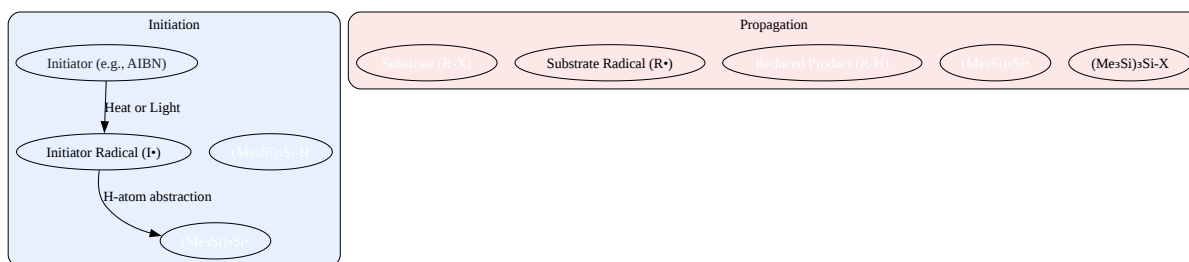 Initiation
Initiator (e.g., AIBN)
Heat or Light
Initiator Radical (I•)
(Me₃Si)₃Si-H
H-atom abstraction
(Me₃Si)₃Si•
Propagation
Substrate (R-X)
Substrate Radical (R•)
Reduced Product (R-H)
(Me₃Si)₃Si•
(Me₃Si)₃Si-X